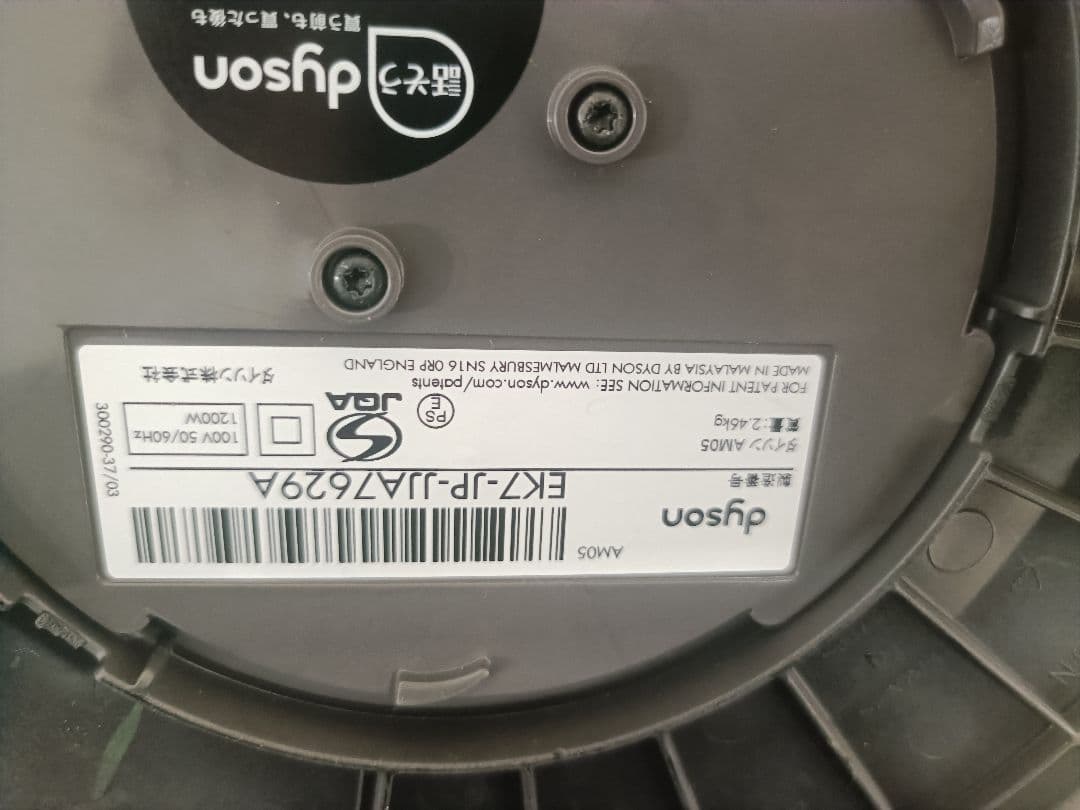 話そう dyson
買う前も、買った後も
AM05
dyson
製造番号
EK7-JP-JJA7629A
ダイソン AM05
質量:2.46kg
PS
E
JQA
100V 50/60Hz
1200W
300290-37/03
FOR PATENT INFORMATION SEE: www.dyson.com/patents
MADE IN MALAYSIA BY DYSON LTD MALMESBURY SN16 0RP ENGLAND
ダイソン株式会社